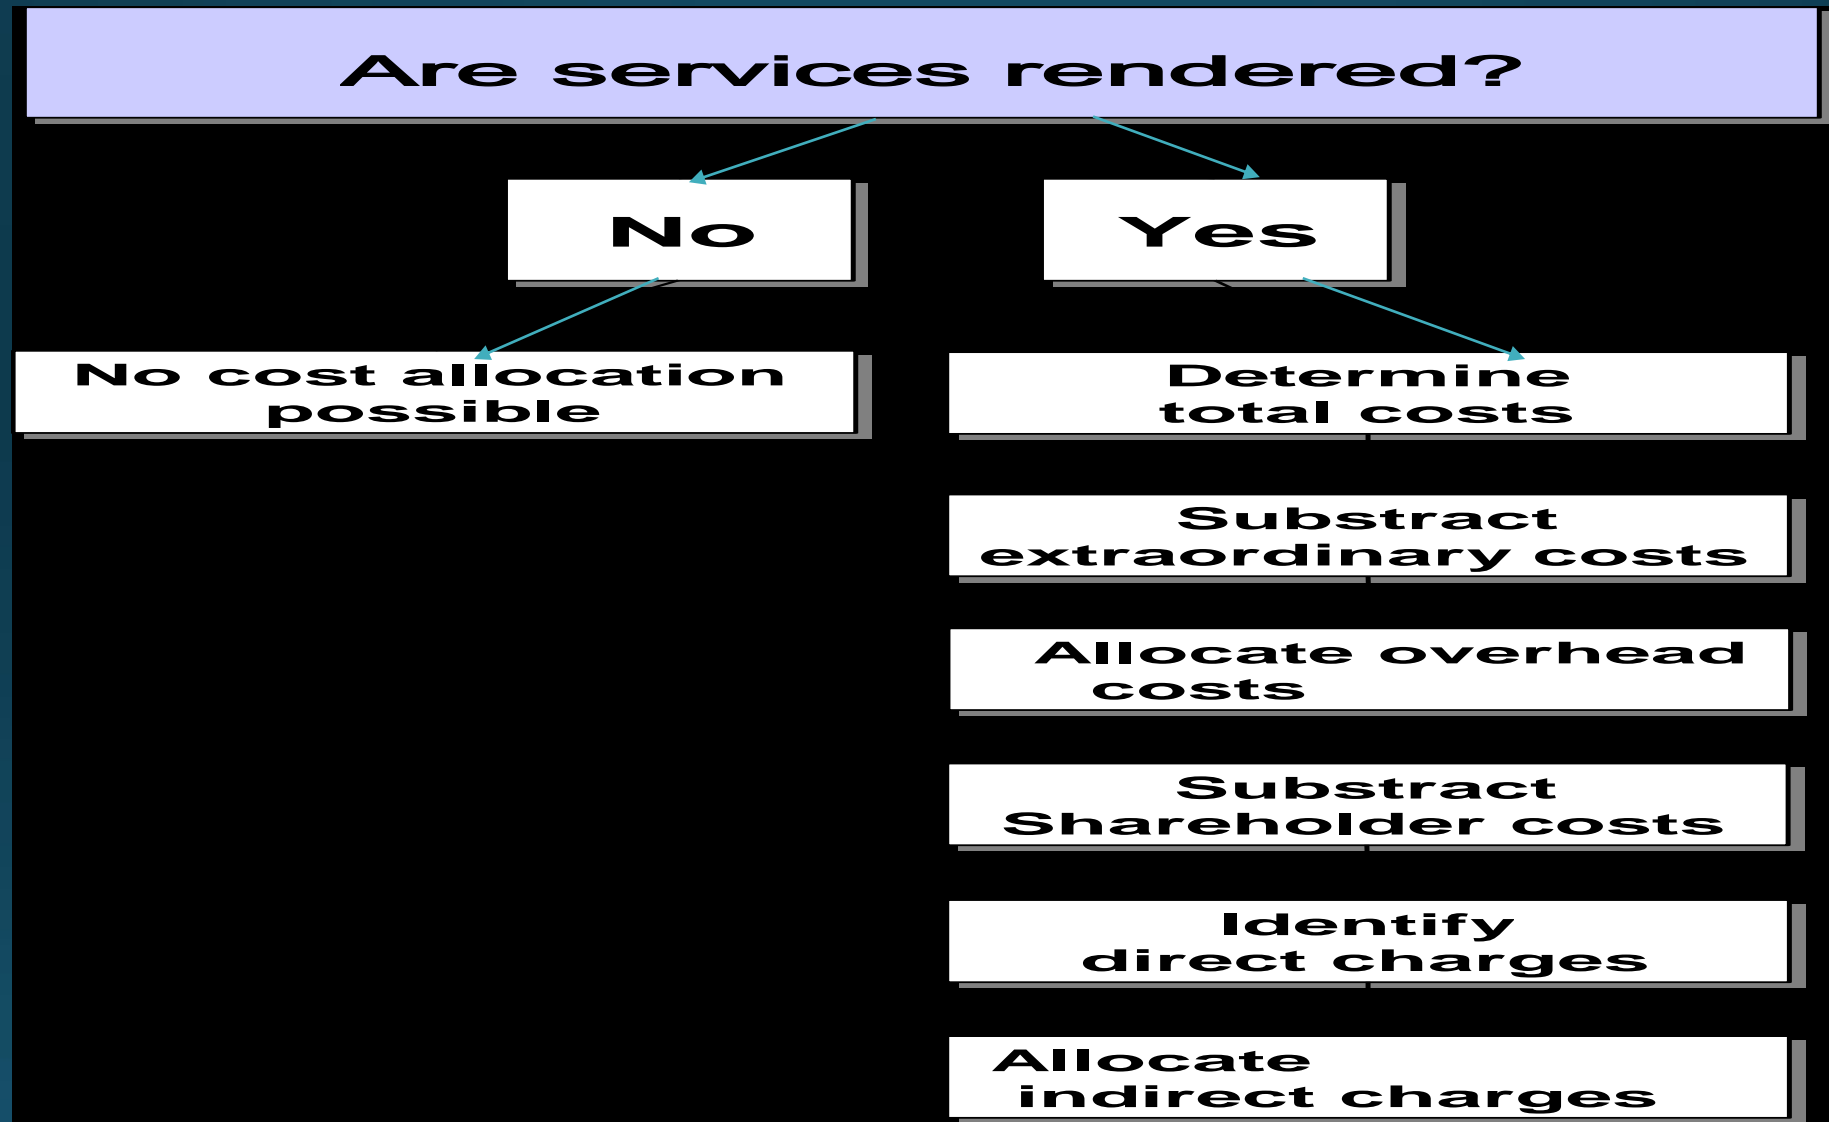 Are services rendered?
No
Yes
No cost allocation
possible
Determine
total costs
Substract
extraordinary costs
Allocate overhead
costs
Substract
Shareholder costs
Identify
direct charges
Allocate
indirect charges